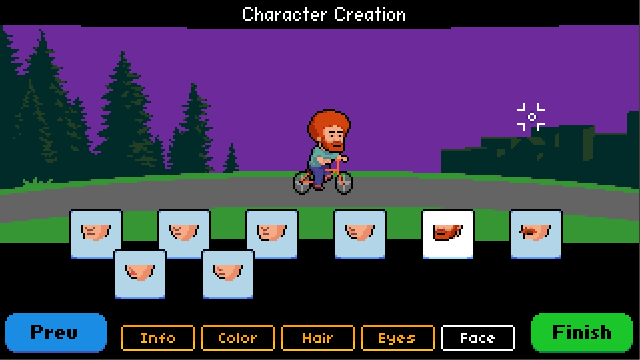 Character Creation
Prev
Info
Color
Hair
Eyes
Face
Finish